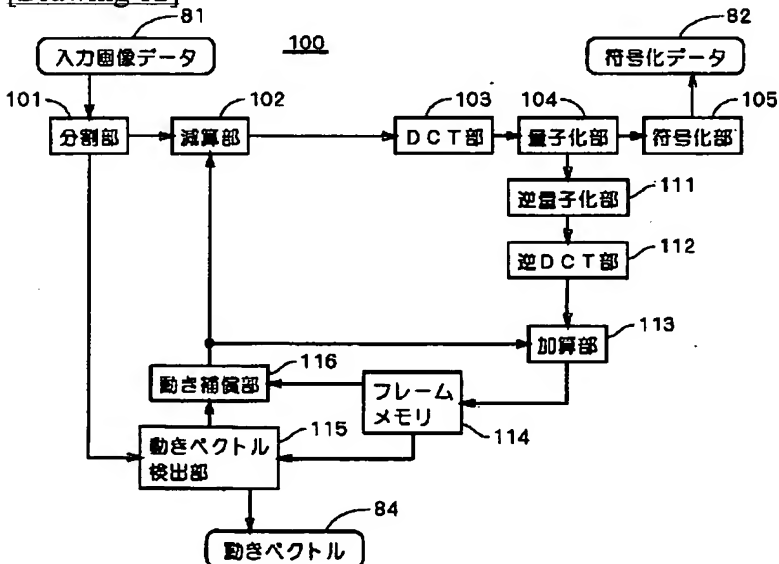 81
82
入力画像データ
100
符号化データ
101
102
103
104
105
分割部
減算部
DCT部
量子化部
符号化部
逆量子化部
111
逆DCT部
112
加算部
113
動き補償部
116
フレーム
メモリ
114
動きベクトル
検出部
115
84
動きベクトル